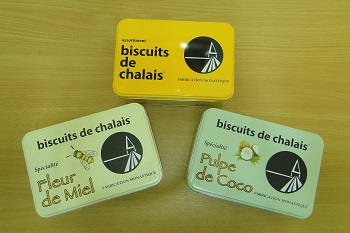 assortiment
biscuits
de
chalais
FABRICATION MONASTIQUE
biscuits de chalais
Spécialité
Fleur
de Miel
FABRICATION MONASTIQUE
biscuits de chalais
Spécialité
Pulpe
de Coco
FABRICATION MONASTIQUE